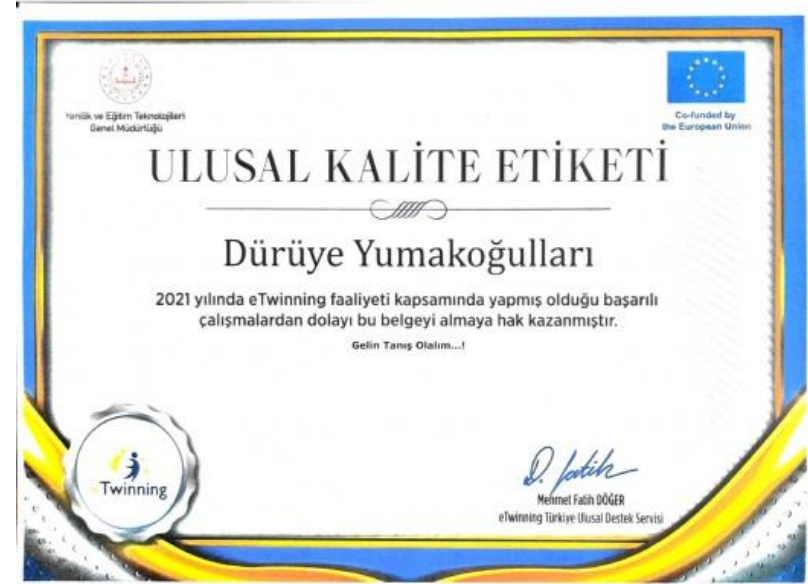 Yenilik ve Eğitim Teknolojileri
Genel Müdürlüğü
Co-funded by
the European Union
ULUSAL KALİTE ETİKETİ
Dürüye Yumakoğulları
2021 yılında eTwinning faaliyeti kapsamında yapmış olduğu başarılı
çalışmalardan dolayı bu belgeyi almaya hak kazanmıştır.
Gelin Tanış Olalım...!
Twinning
D. fatih
Mehmet Fatih DÖĞER
eTwinning Türkiye Ulusal Destek Servisi